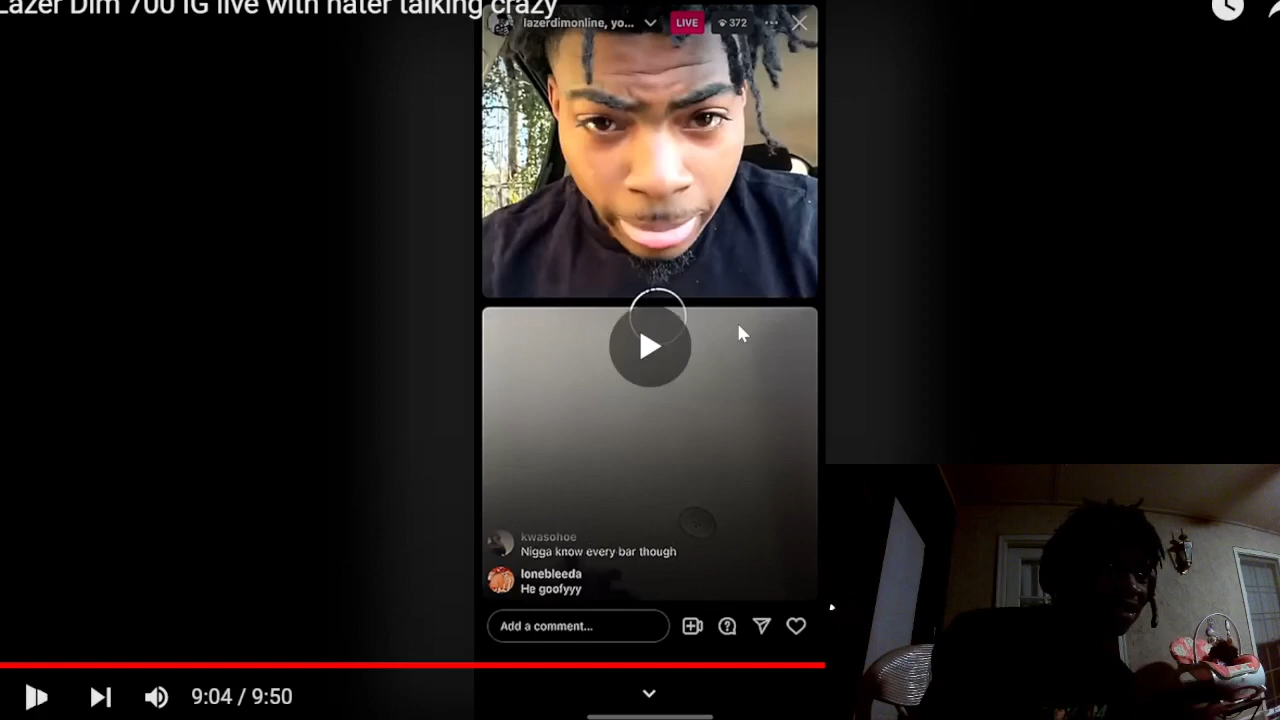 Lazer Dim 700 IG live with hater talking crazy
lazerdimonline, yo...
LIVE
372
kwasohoe
Nigga know every bar though
lonebleeda
He goofyyy
Add a comment...
9:04 / 9:50